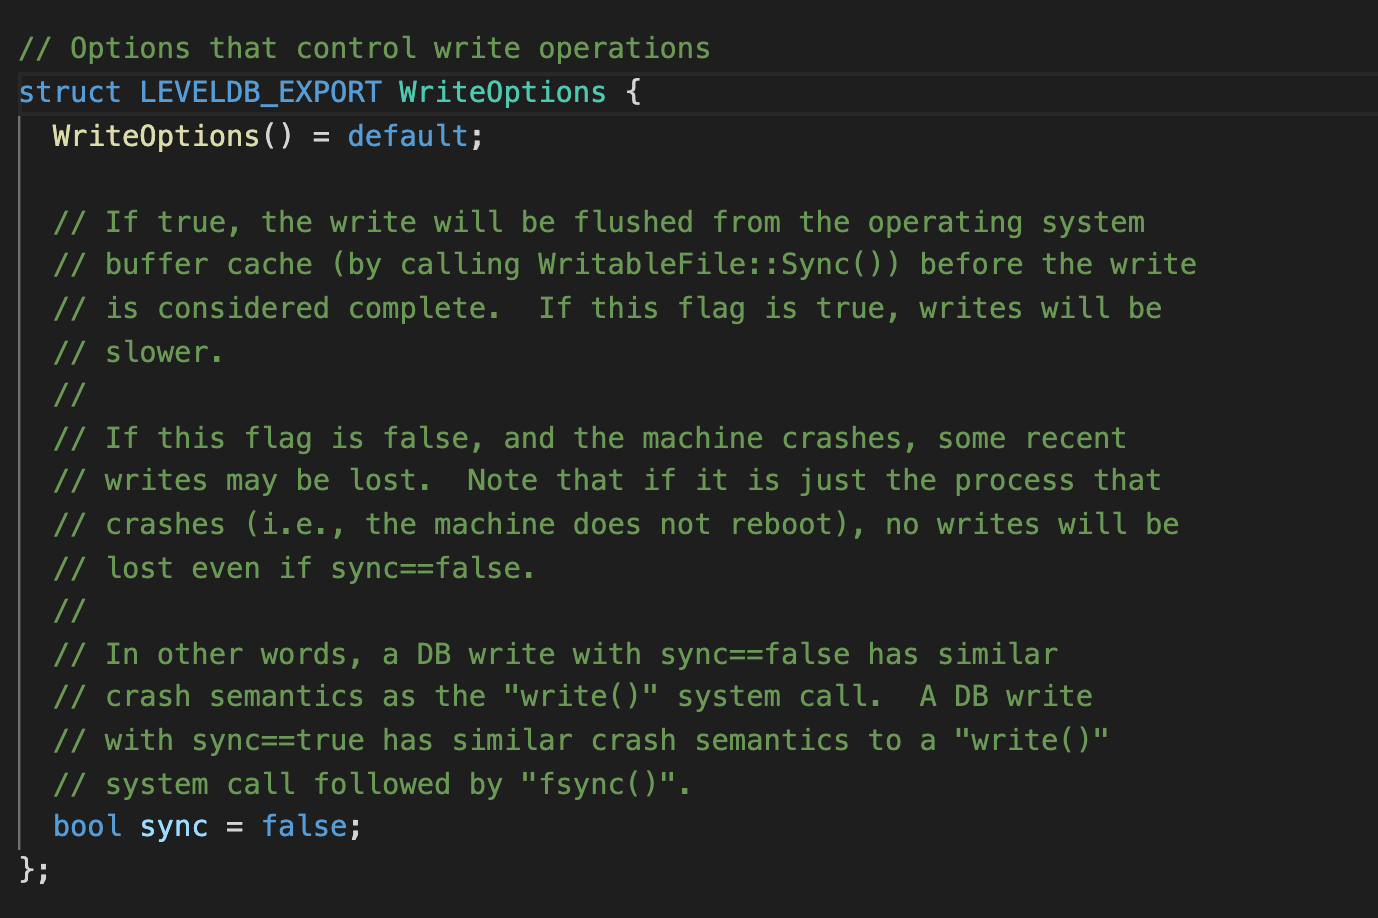 // Options that control write operations
struct LEVELDB_EXPORT WriteOptions {
  WriteOptions() = default;

  // If true, the write will be flushed from the operating system
  // buffer cache (by calling WritableFile::Sync()) before the write
  // is considered complete.  If this flag is true, writes will be
  // slower.
  //
  // If this flag is false, and the machine crashes, some recent
  // writes may be lost.  Note that if it is just the process that
  // crashes (i.e., the machine does not reboot), no writes will be
  // lost even if sync==false.
  //
  // In other words, a DB write with sync==false has similar
  // crash semantics as the "write()" system call.  A DB write
  // with sync==true has similar crash semantics to a "write()"
  // system call followed by "fsync()".
  bool sync = false;
};